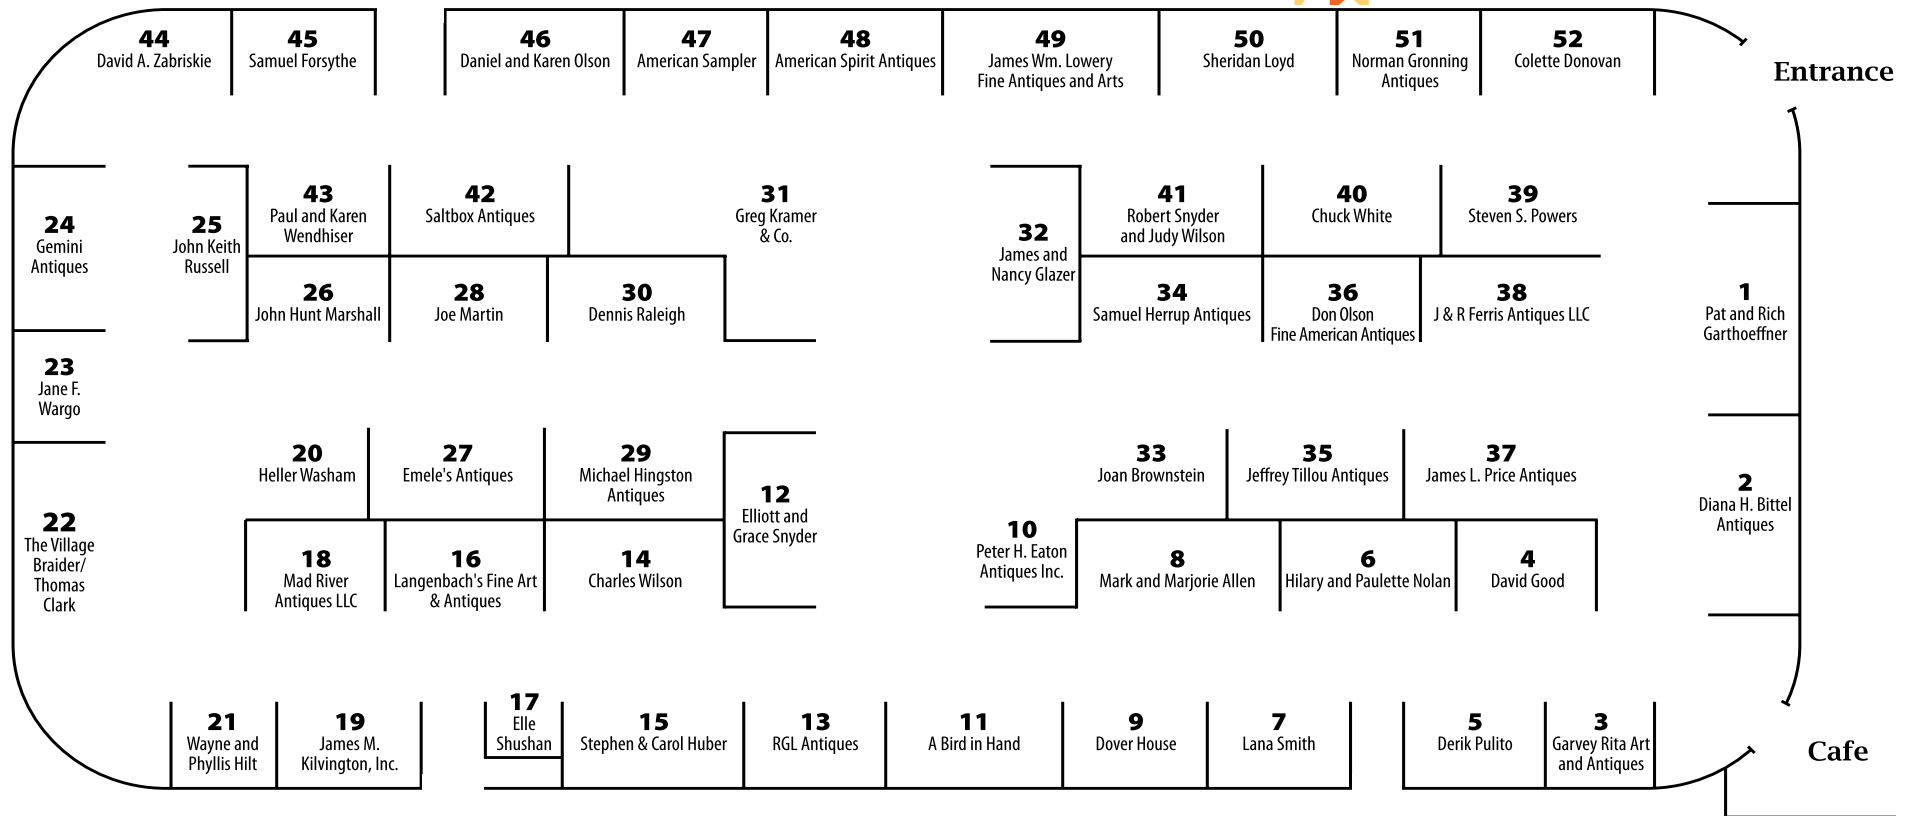 44
David A. Zabriskie
45
Samuel Forsythe
46
Daniel and Karen Olson
47
American Sampler
48
American Spirit Antiques
49
James Wm. Lowery
Fine Antiques and Arts
50
Sheridan Loyd
51
Norman Gronning
Antiques
52
Colette Donovan
Entrance
24
Gemini
Antiques
25
John Keith
Russell
43
Paul and Karen
Wendhiser
42
Saltbox Antiques
31
Greg Kramer
& Co.
32
James and
Nancy Glazer
41
Robert Snyder
and Judy Wilson
40
Chuck White
39
Steven S. Powers
26
John Hunt Marshall
28
Joe Martin
30
Dennis Raleigh
34
Samuel Herrup Antiques
36
Don Olson
Fine American Antiques
38
J & R Ferris Antiques LLC
1
Pat and Rich
Garthoeffner
23
Jane F.
Wargo
20
Heller Washam
27
Emele's Antiques
29
Michael Hingston
Antiques
12
Elliott and
Grace Snyder
33
Joan Brownstein
35
Jeffrey Tillou Antiques
37
James L. Price Antiques
2
Diana H. Bittel
Antiques
22
The Village
Braider/
Thomas
Clark
18
Mad River
Antiques LLC
16
Langenbach's Fine Art
& Antiques
14
Charles Wilson
10
Peter H. Eaton
Antiques Inc.
8
Mark and Marjorie Allen
6
Hilary and Paulette Nolan
4
David Good
21
Wayne and
Phyllis Hilt
19
James M.
Kilvington, Inc.
17
Elle
Shushan
15
Stephen & Carol Huber
13
RGL Antiques
11
A Bird in Hand
9
Dover House
7
Lana Smith
5
Derik Pulito
3
Garvey Rita Art
and Antiques
Cafe